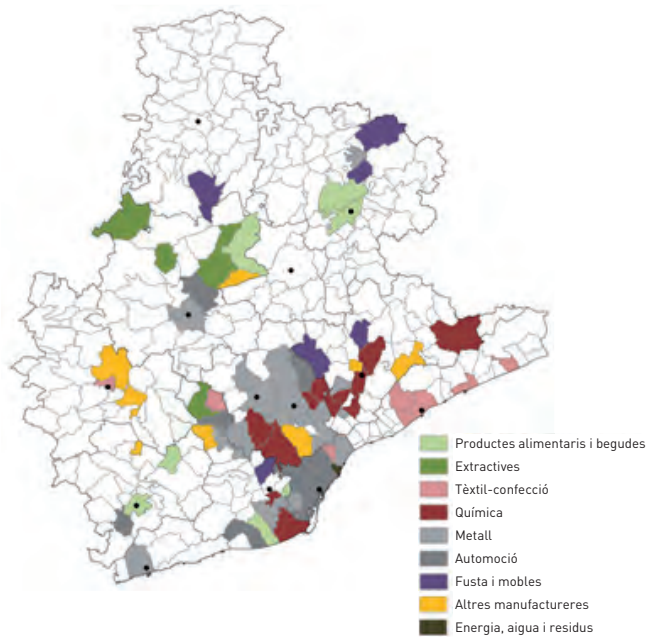 Productes alimentaris i begudes
Extractives
Tèxtil-confecció
Química
Metall
Automoció
Fusta i mobles
Altres manufactureres
Energia, aigua i residus